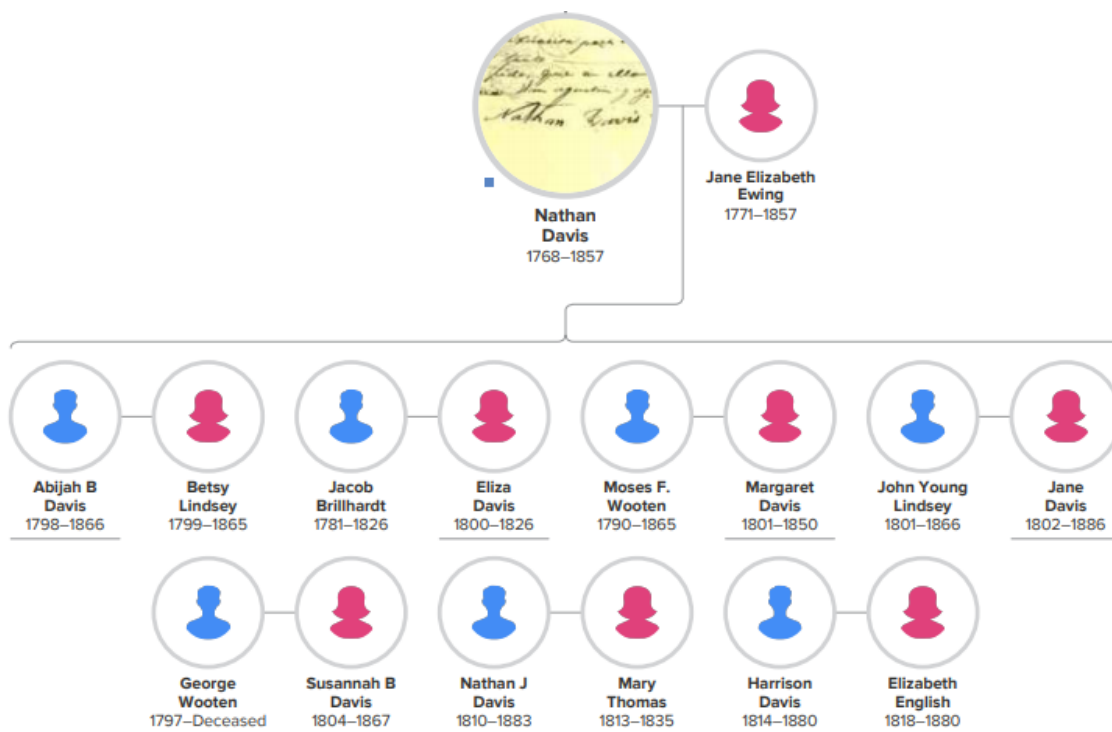 para
Nathan Davis
Nathan
Davis
1768–1857
Jane Elizabeth
Ewing
1771–1857
Abijah B
Davis
1798–1866
Betsy
Lindsey
1799–1865
Jacob
Brillhardt
1781–1826
Eliza
Davis
1800–1826
Moses F.
Wooten
1790–1865
Margaret
Davis
1801–1850
John Young
Lindsey
1801–1866
Jane
Davis
1802–1886
George
Wooten
1797–Deceased
Susannah B
Davis
1804–1867
Nathan J
Davis
1810–1883
Mary
Thomas
1813–1835
Harrison
Davis
1814–1880
Elizabeth
English
1818–1880